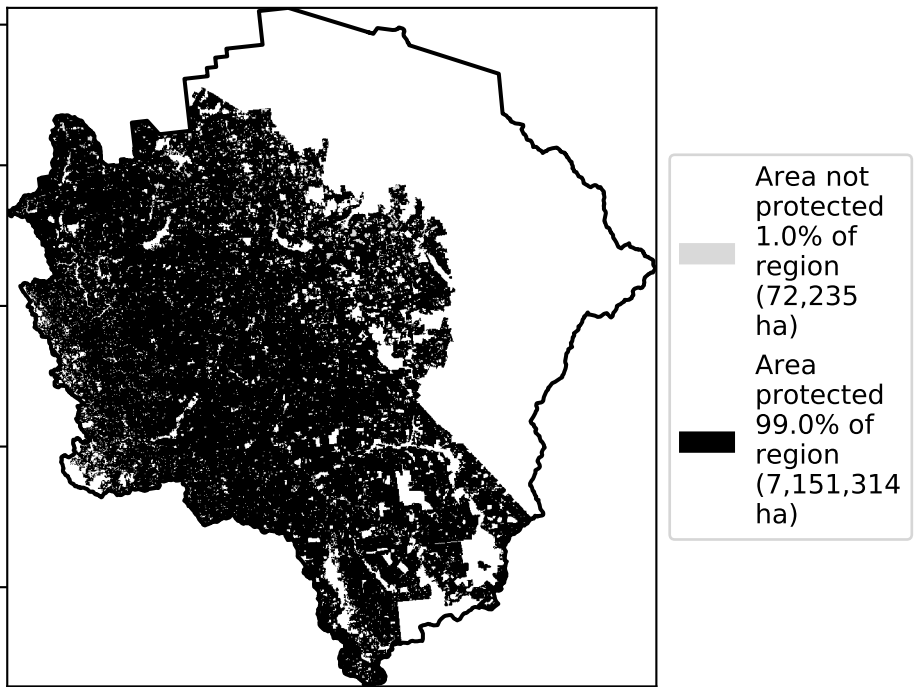 Area not
protected
1.0% of
region
(72,235
ha)
Area
protected
99.0% of
region
(7,151,314
ha)